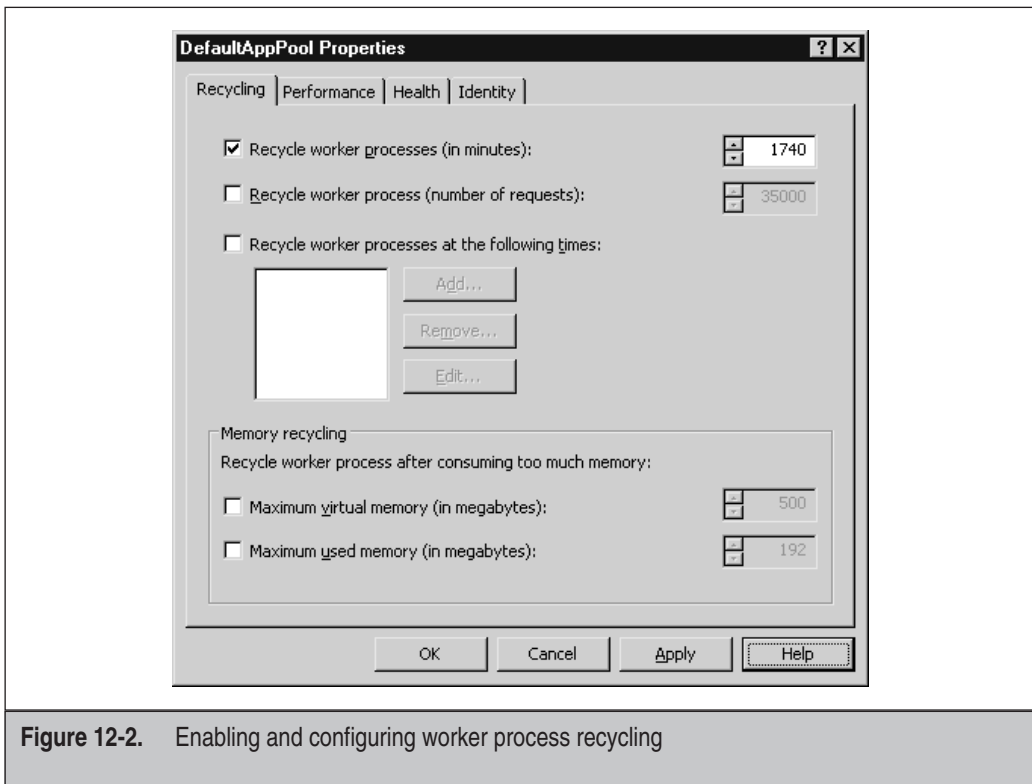 DefaultAppPool Properties
Recycling Performance Health Identity
Recycle worker processes (in minutes): 1740
Recycle worker process (number of requests): 35000
Recycle worker processes at the following times:
Add...
Remove...
Edit...
Memory recycling
Recycle worker process after consuming too much memory:
Maximum virtual memory (in megabytes): 500
Maximum used memory (in megabytes): 192
OK Cancel Apply Help
Figure 12-2. Enabling and configuring worker process recycling